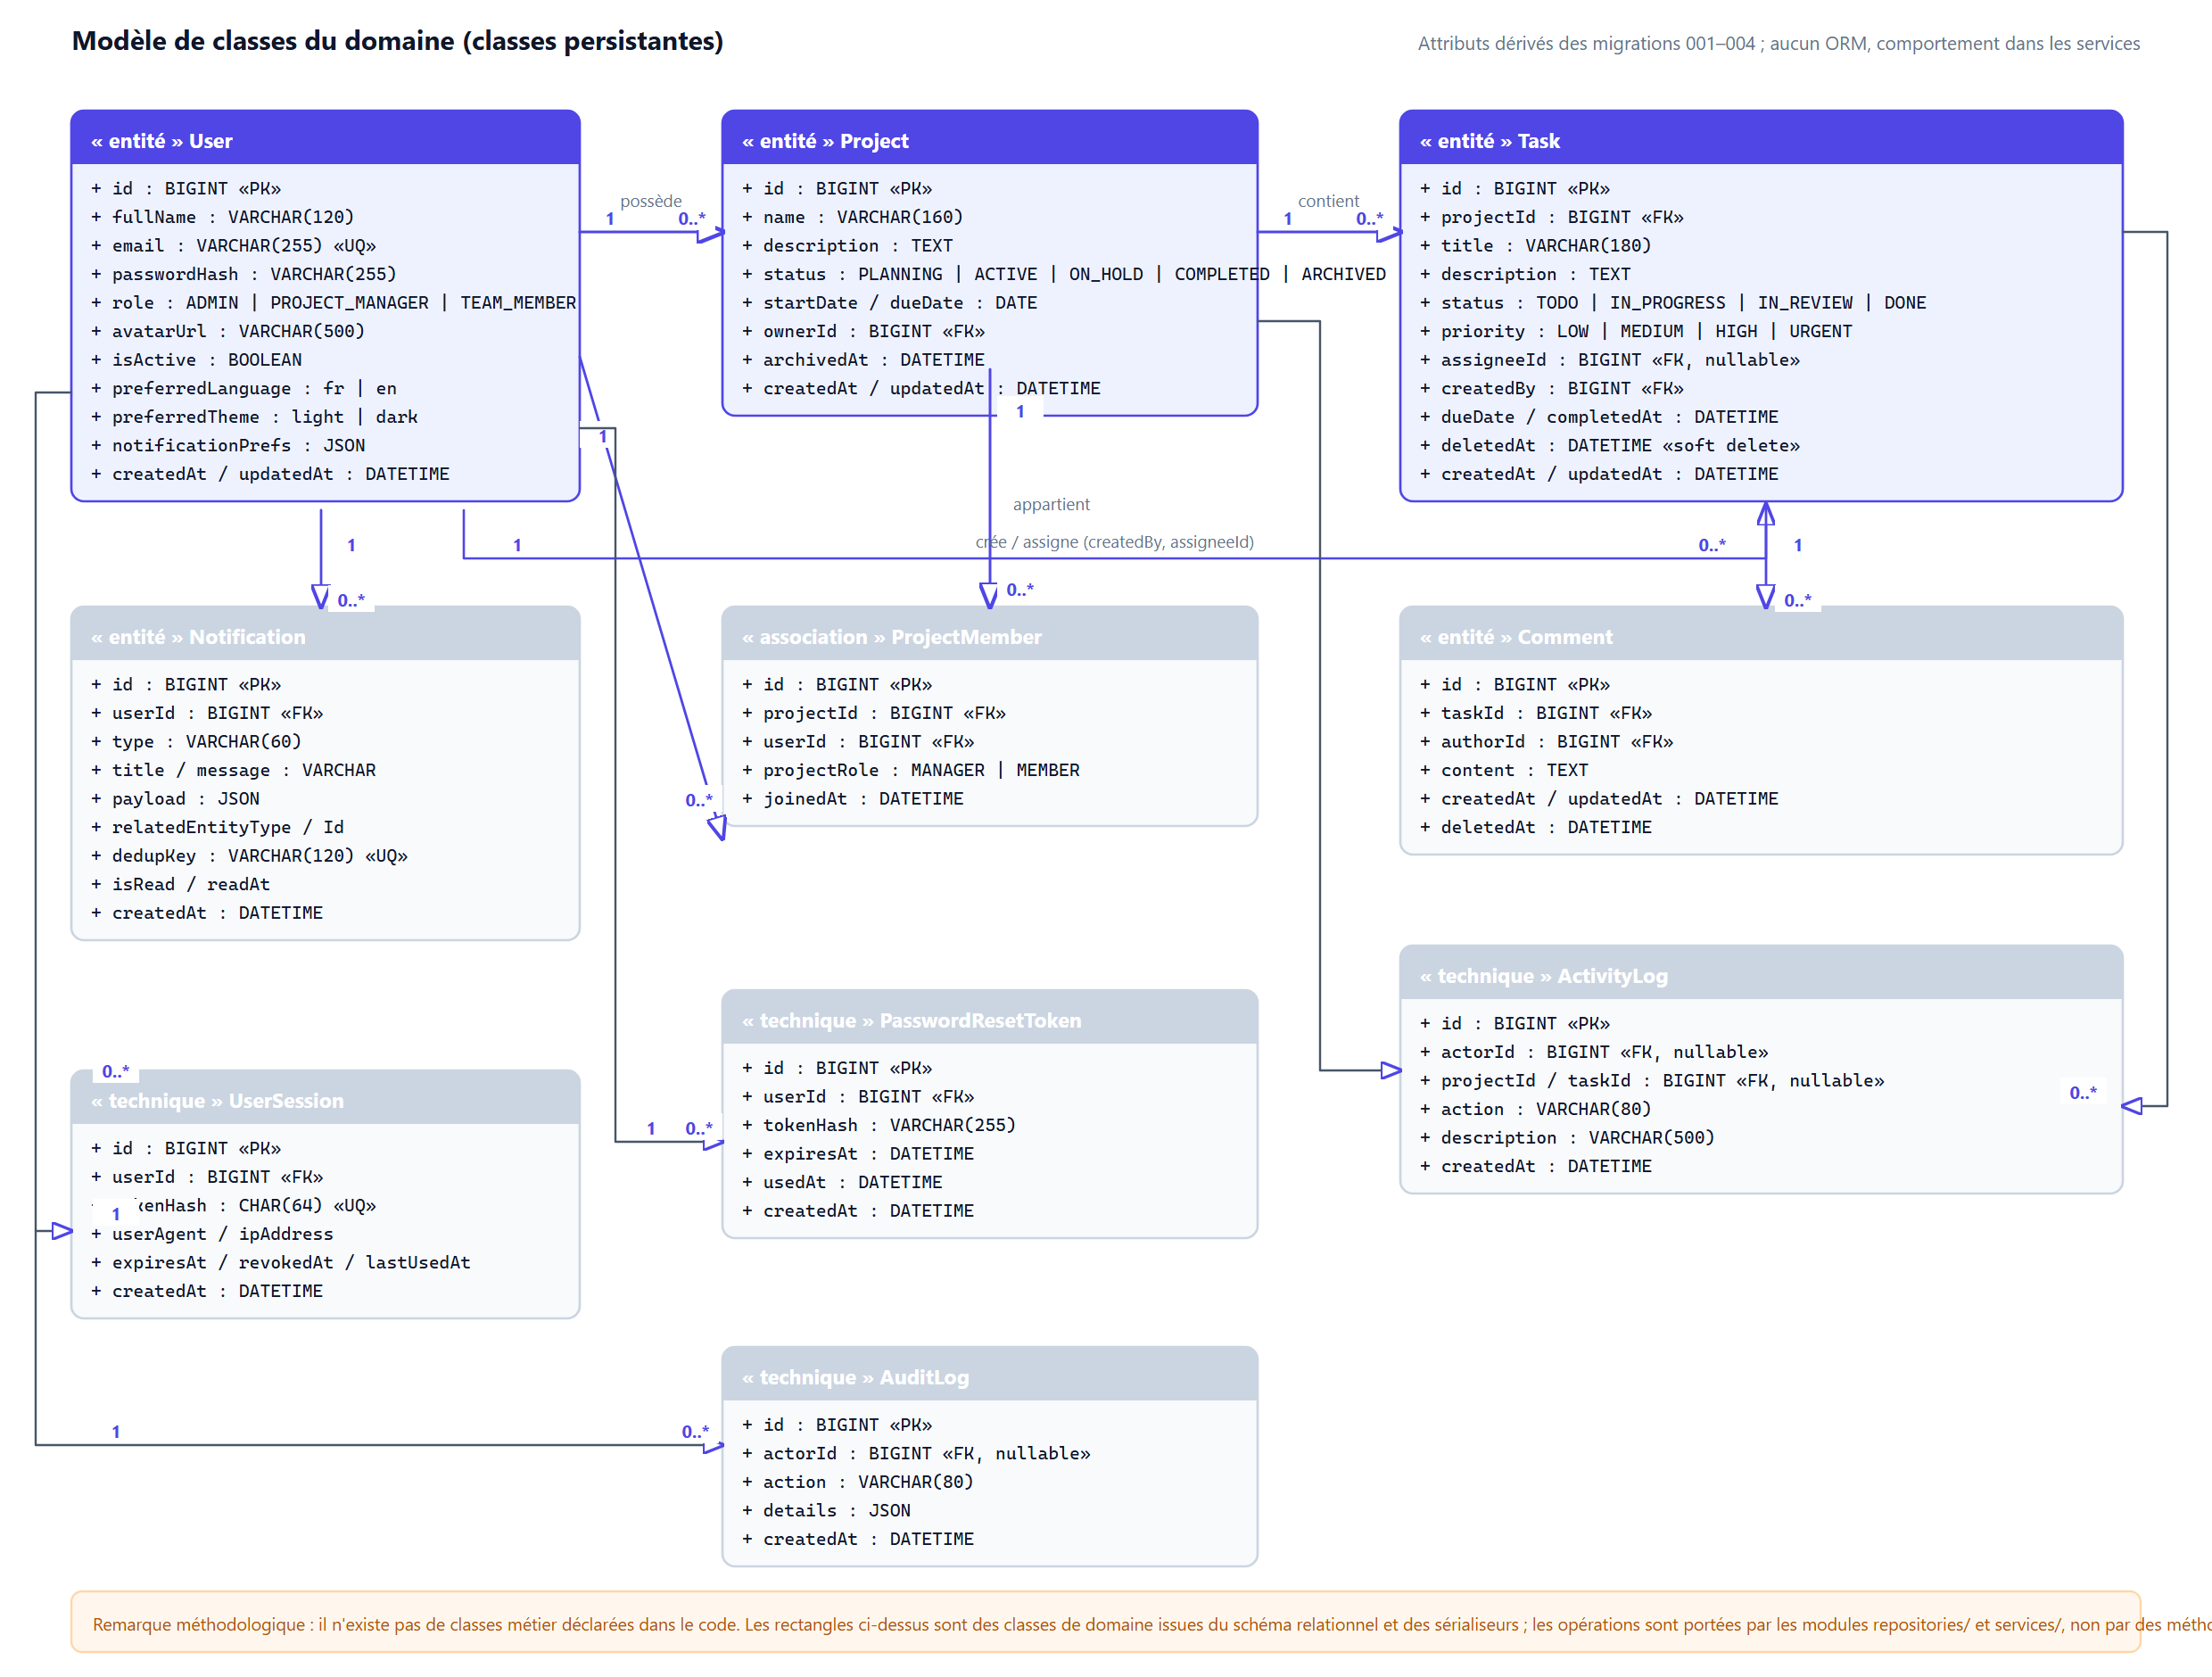 Modèle de classes du domaine (classes persistantes)
Attributs dérivés des migrations 001–004 ; aucun ORM, comportement dans les services
« entité » User
+ id : BIGINT «PK»
+ fullName : VARCHAR(120)
+ email : VARCHAR(255) «UQ»
+ passwordHash : VARCHAR(255)
+ role : ADMIN | PROJECT_MANAGER | TEAM_MEMBER
+ avatarUrl : VARCHAR(500)
+ isActive : BOOLEAN
+ preferredLanguage : fr | en
+ preferredTheme : light | dark
+ notificationPrefs : JSON
+ createdAt / updatedAt : DATETIME
possède
1
0..*
« entité » Project
+ id : BIGINT «PK»
+ name : VARCHAR(160)
+ description : TEXT
+ status : PLANNING | ACTIVE | ON_HOLD | COMPLETED | ARCHIVED
+ startDate / dueDate : DATE
+ ownerId : BIGINT «FK»
+ archivedAt : DATETIME
+ createdAt / updatedAt : DATETIME
contient
1
0..*
« entité » Task
+ id : BIGINT «PK»
+ projectId : BIGINT «FK»
+ title : VARCHAR(180)
+ description : TEXT
+ status : TODO | IN_PROGRESS | IN_REVIEW | DONE
+ priority : LOW | MEDIUM | HIGH | URGENT
+ assigneeId : BIGINT «FK, nullable»
+ createdBy : BIGINT «FK»
+ dueDate / completedAt : DATETIME
+ deletedAt : DATETIME «soft delete»
+ createdAt / updatedAt : DATETIME
1
1
appartient
crée / assigne (createdBy, assigneeId)
1
1
0..*
1
0..*
0..*
0..*
« entité » Notification
+ id : BIGINT «PK»
+ userId : BIGINT «FK»
+ type : VARCHAR(60)
+ title / message : VARCHAR
+ payload : JSON
+ relatedEntityType / Id
+ dedupKey : VARCHAR(120) «UQ»
+ isRead / readAt
+ createdAt : DATETIME
« association » ProjectMember
+ id : BIGINT «PK»
+ projectId : BIGINT «FK»
+ userId : BIGINT «FK»
+ projectRole : MANAGER | MEMBER
+ joinedAt : DATETIME
0..*
« entité » Comment
+ id : BIGINT «PK»
+ taskId : BIGINT «FK»
+ authorId : BIGINT «FK»
+ content : TEXT
+ createdAt / updatedAt : DATETIME
+ deletedAt : DATETIME
« technique » PasswordResetToken
+ id : BIGINT «PK»
+ userId : BIGINT «FK»
+ tokenHash : VARCHAR(255)
+ expiresAt : DATETIME
+ usedAt : DATETIME
+ createdAt : DATETIME
1
0..*
« technique » ActivityLog
+ id : BIGINT «PK»
+ actorId : BIGINT «FK, nullable»
+ projectId / taskId : BIGINT «FK, nullable»
+ action : VARCHAR(80)
+ description : VARCHAR(500)
+ createdAt : DATETIME
0..*
0..*
« technique » UserSession
+ id : BIGINT «PK»
+ userId : BIGINT «FK»
kenHash : CHAR(64) «UQ»
1
+ userAgent / ipAddress
+ expiresAt / revokedAt / lastUsedAt
+ createdAt : DATETIME
1
0..*
« technique » AuditLog
+ id : BIGINT «PK»
+ actorId : BIGINT «FK, nullable»
+ action : VARCHAR(80)
+ details : JSON
+ createdAt : DATETIME
Remarque méthodologique : il n'existe pas de classes métier déclarées dans le code. Les rectangles ci-dessus sont des classes de domaine issues du schéma relationnel et des sérialiseurs ; les opérations sont portées par les modules repositories/ et services/, non par des métho